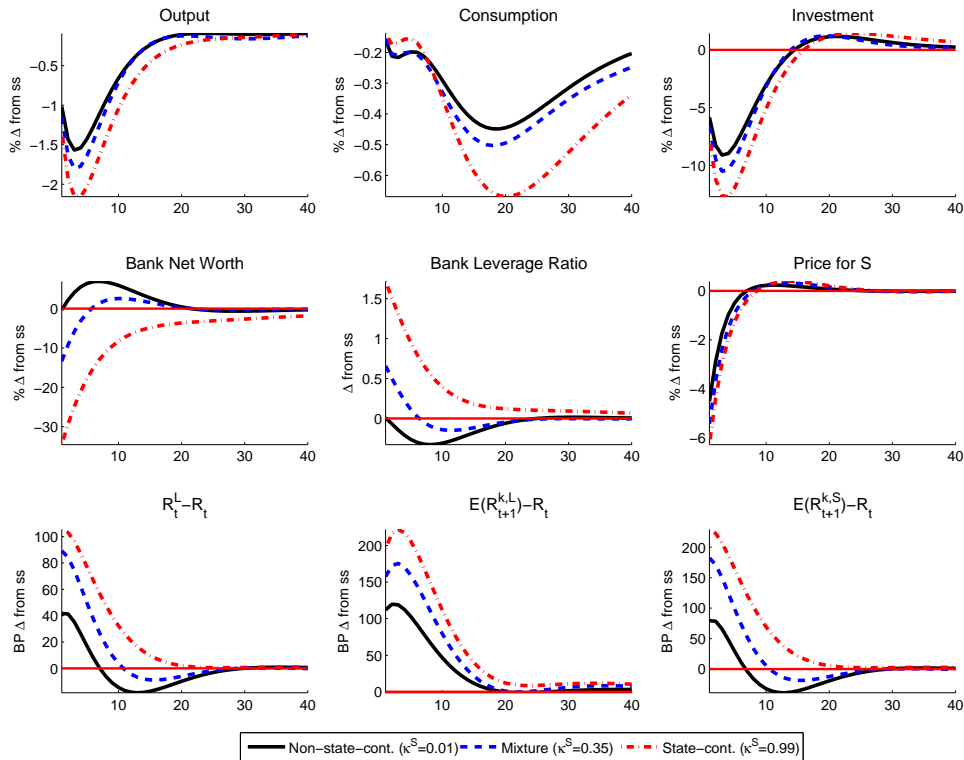 Output
Consumption
Investment
% Δ from ss
−0.5
−1
−1.5
−2
10 20 30 40
% Δ from ss
−0.2
−0.3
−0.4
−0.5
−0.6
10 20 30 40
% Δ from ss
0
−5
−10
10 20 30 40
Bank Net Worth
Bank Leverage Ratio
Price for S
% Δ from ss
0
−10
−20
−30
10 20 30 40
Δ from ss
1.5
1
0.5
0
10 20 30 40
% Δ from ss
0
−2
−4
−6
10 20 30 40
R_t^L−R_t
E(R_{t+1}^{k,L})−R_t
E(R_{t+1}^{k,S})−R_t
BP Δ from ss
100
80
60
40
20
0
10 20 30 40
BP Δ from ss
200
150
100
50
0
10 20 30 40
BP Δ from ss
200
150
100
50
0
10 20 30 40
Non−state−cont. (κ^S=0.01) Mixture (κ^S=0.35) State−cont. (κ^S=0.99)